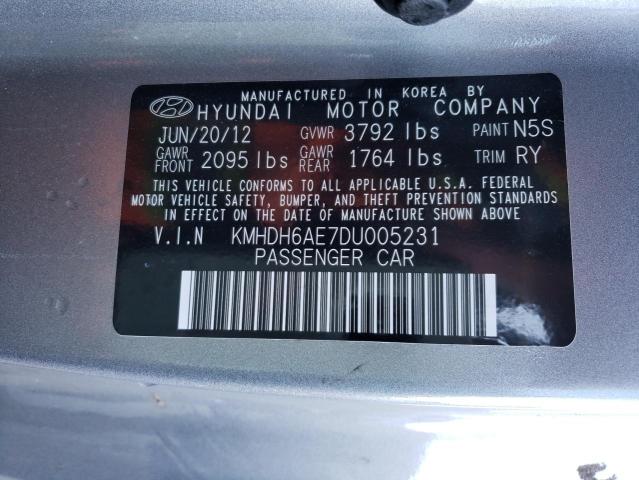 MANUFACTURED IN KOREA BY
HYUNDAI MOTOR COMPANY
JUN/20/12 GVWR 3792 lbs PAINT N5S
GAWR FRONT 2095 lbs GAWR REAR 1764 lbs TRIM RY
THIS VEHICLE CONFORMS TO ALL APPLICABLE U.S.A. FEDERAL
MOTOR VEHICLE SAFETY, BUMPER, AND THEFT PREVENTION STANDARDS
IN EFFECT ON THE DATE OF MANUFACTURE SHOWN ABOVE
V.I.N KMHDH6AE7DU005231
PASSENGER CAR